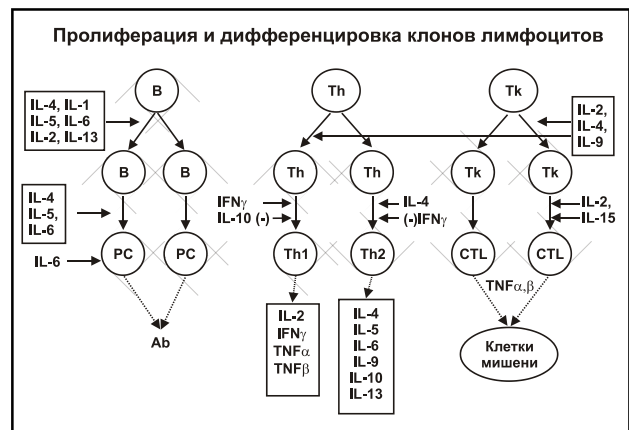 Пролиферация и дифференцировка клонов лимфоцитов
B
Th
Tk
IL-4, IL-1
IL-5, IL-6
IL-2, IL-13
IL-2,
IL-4,
IL-9
B
B
Th
Th
Tk
Tk
IL-4
IL-5,
IL-6
IFNγ
IL-10 (-)
IL-4
(-)IFNγ
IL-2,
IL-15
IL-6
PC
PC
Th1
Th2
CTL
CTL
TNFα,β
Ab
IL-2
IFNγ
TNFα
TNFβ
IL-4
IL-5
IL-6
IL-9
IL-10
IL-13
Клетки
мишени